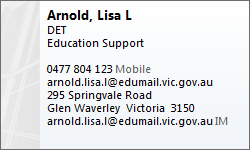 Arnold, Lisa L
DET
Education Support
0477 804 123 Mobile
arnold.lisa.l@edumail.vic.gov.au
295 Springvale Road
Glen Waverley Victoria 3150
arnold.lisa.l@edumail.vic.gov.au IM